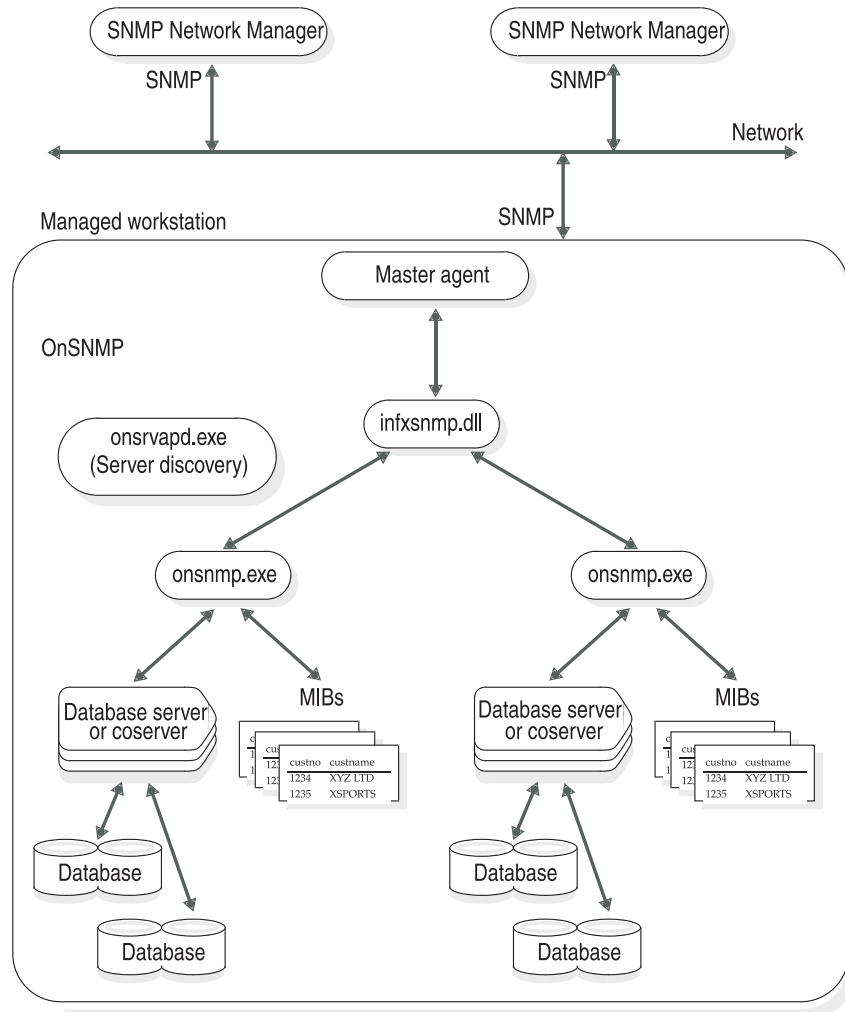 SNMP Network Manager
SNMP Network Manager
SNMP
SNMP
Network
SNMP
Managed workstation
Master agent
OnSNMP
infxsnmp.dll
onsrvapd.exe
(Server discovery)
onsnmp.exe
onsnmp.exe
Database server
or coserver
MIBs
custno custname
1234 XYZ LTD
1235 XSPORTS
Database server
or coserver
MIBs
custno custname
1234 XYZ LTD
1235 XSPORTS
Database
Database
Database
Database